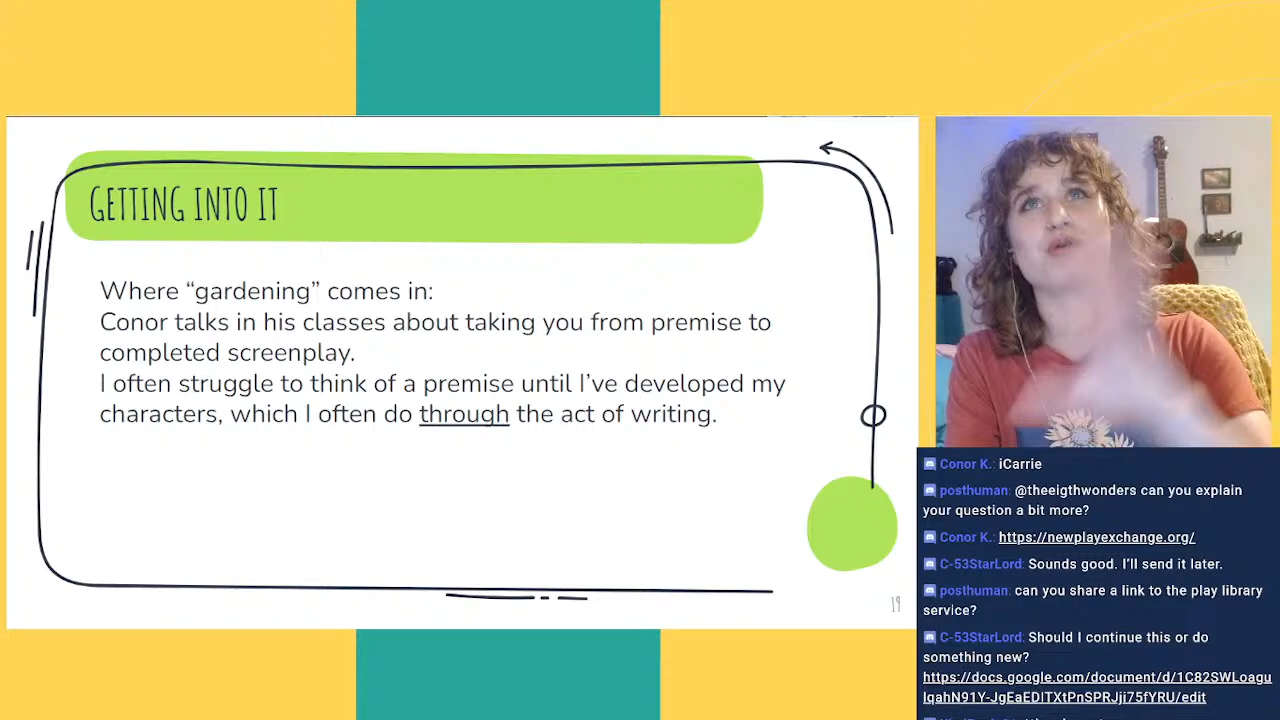 GETTING INTO IT
Where “gardening” comes in:
Conor talks in his classes about taking you from premise to
completed screenplay.
I often struggle to think of a premise until I’ve developed my
characters, which I often do through the act of writing.
19
Conor K.: iCarrie
posthuman: @theeigthwonders can you explain
your question a bit more?
Conor K.: https://newplayexchange.org/
C-53StarLord: Sounds good. I’ll send it later.
posthuman: can you share a link to the play library
service?
C-53StarLord: Should I continue this or do
something new?
https://docs.google.com/document/d/1C82SWLoagu
IqahN91Y-JgEaEDITXtPnSPRJji75fYRU/edit